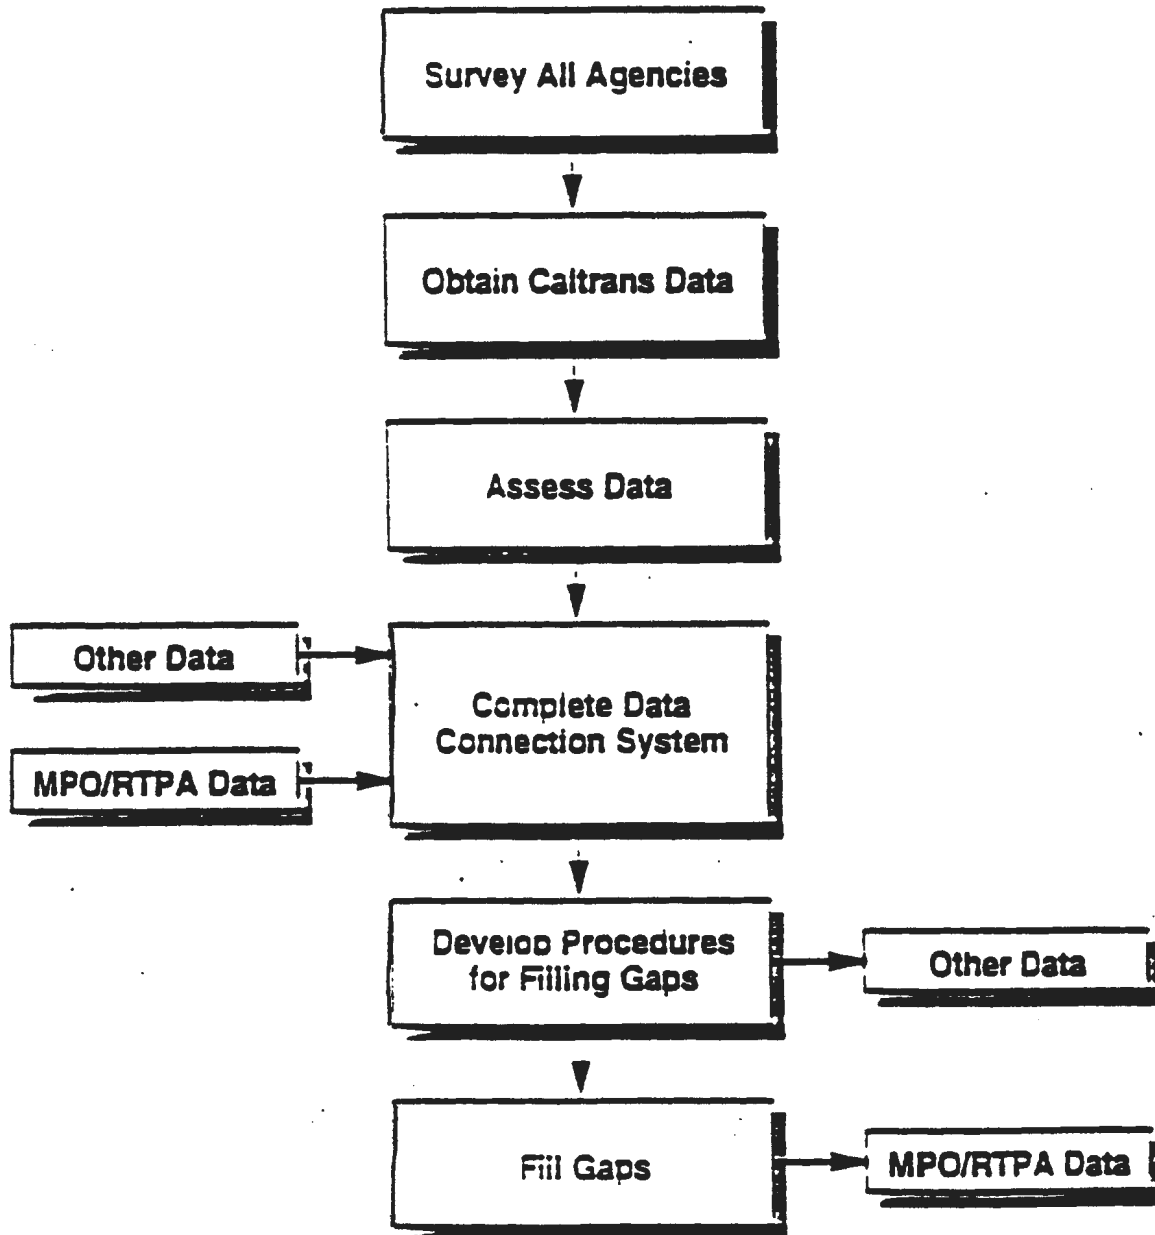 Survey All Agencies
Obtain Caltrans Data
Assess Data
Other Data
MPO/RTPA Data
Complete Data
Connection System
Develop Procedures
for Filling Gaps
Other Data
Fill Gaps
MPO/RTPA Data